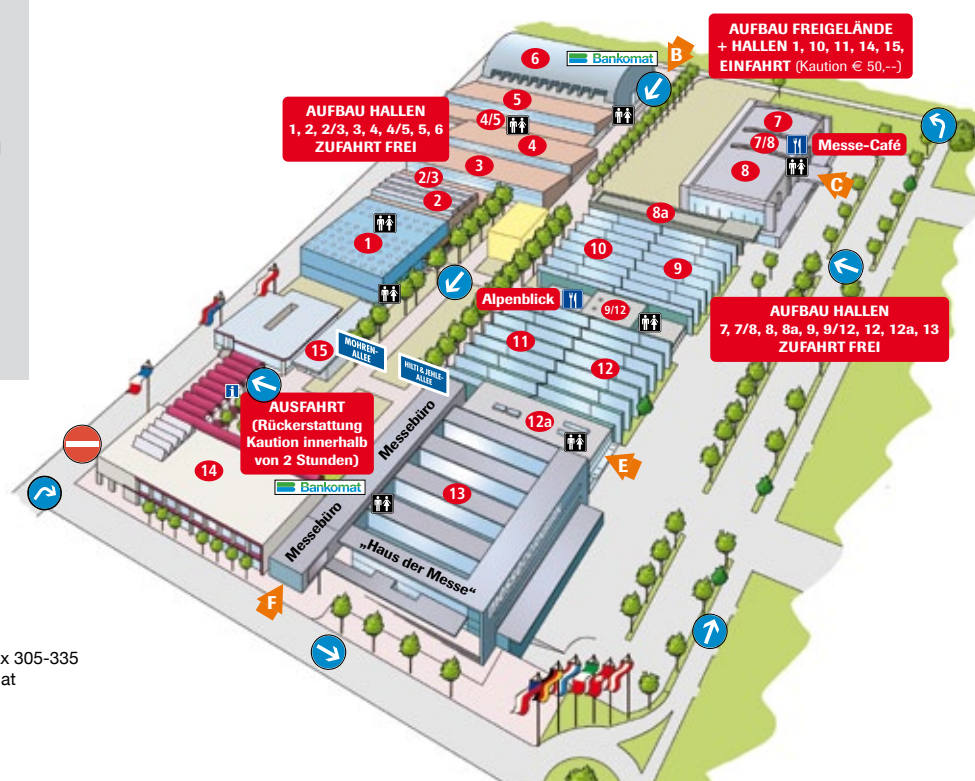 AUFBAU FREIGELÄNDE
+ HALLEN 1, 10, 11, 14, 15,
EINFAHRT (Kaution € 50,--)
B
6
Bankomat
5
4/5
4
3
2/3
2
1
AUFBAU HALLEN
1, 2, 2/3, 3, 4, 4/5, 5, 6
ZUFAHRT FREI
7
7/8
Messe-Café
8
C
8a
10
9
Alpenblick
9/12
11
12
AUFBAU HALLEN
7, 7/8, 8, 8a, 9, 9/12, 12, 12a, 13
ZUFAHRT FREI
15
MOHREN-
ALLEE
HILTI & JEHLE-
ALLEE
i
AUSFAHRT
(Rückerstattung
Kaution innerhalb
von 2 Stunden)
Bankomat
14
Messebüro
12a
E
13
Messebüro
„Haus der Messe“
F
x 305-335
at